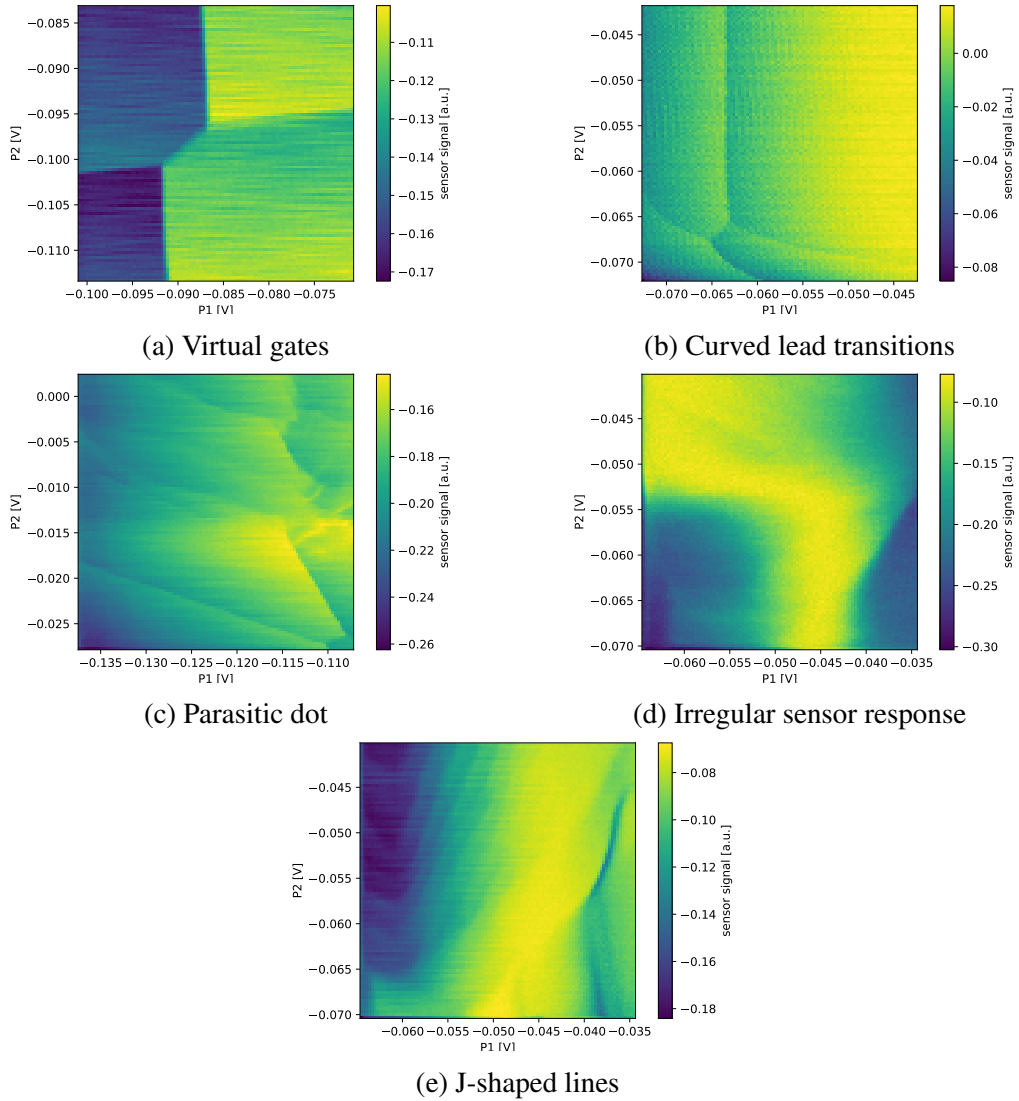 −0.085
−0.090
−0.095
−0.100
−0.105
−0.110
P2 [V]
−0.100 −0.095 −0.090 −0.085 −0.080 −0.075
P1 [V]
−0.11
−0.12
−0.13
−0.14
−0.15
−0.16
−0.17
sensor signal [a.u.]
(a) Virtual gates
−0.045
−0.050
−0.055
−0.060
−0.065
−0.070
P2 [V]
−0.070 −0.065 −0.060 −0.055 −0.050 −0.045
P1 [V]
0.00
−0.02
−0.04
−0.06
−0.08
sensor signal [a.u.]
(b) Curved lead transitions
0.000
−0.005
−0.010
−0.015
−0.020
−0.025
P2 [V]
−0.135 −0.130 −0.125 −0.120 −0.115 −0.110
P1 [V]
−0.16
−0.18
−0.20
−0.22
−0.24
−0.26
sensor signal [a.u.]
(c) Parasitic dot
−0.045
−0.050
−0.055
−0.060
−0.065
−0.070
P2 [V]
−0.060 −0.055 −0.050 −0.045 −0.040 −0.035
P1 [V]
−0.10
−0.15
−0.20
−0.25
−0.30
sensor signal [a.u.]
(d) Irregular sensor response
−0.045
−0.050
−0.055
−0.060
−0.065
−0.070
P2 [V]
−0.060 −0.055 −0.050 −0.045 −0.040 −0.035
P1 [V]
−0.08
−0.10
−0.12
−0.14
−0.16
−0.18
sensor signal [a.u.]
(e) J-shaped lines